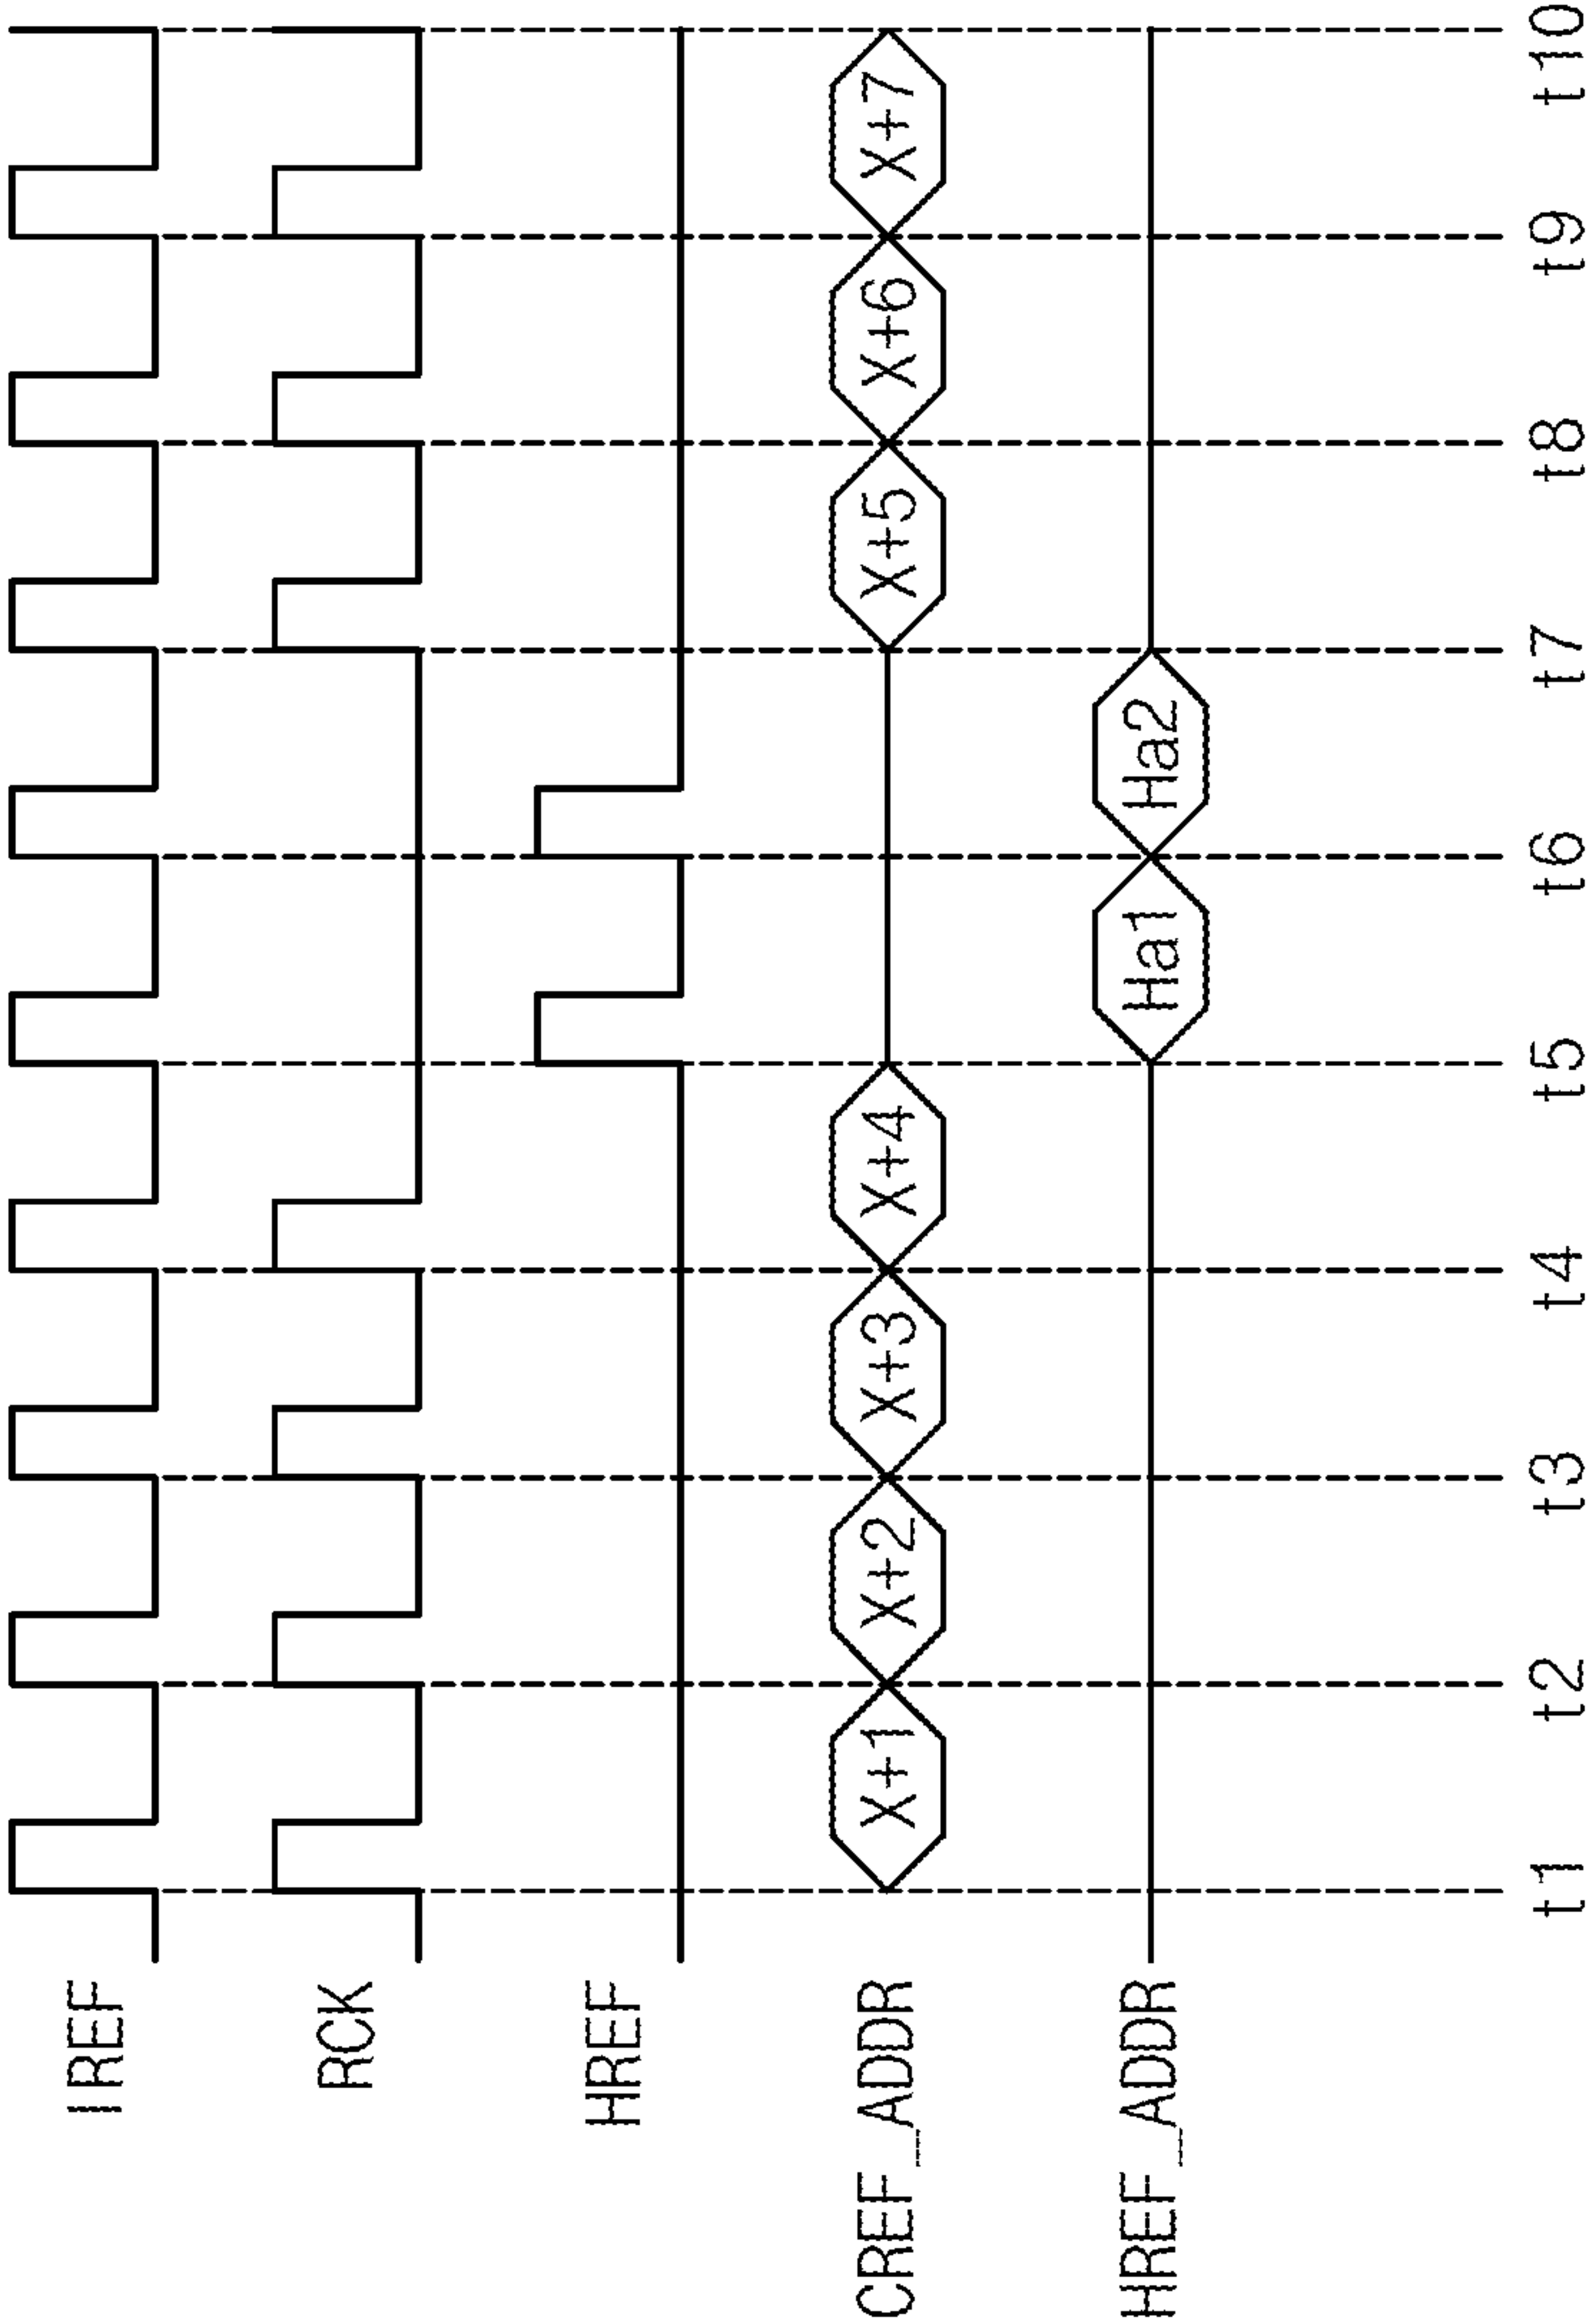 IREF
RCK
HREF
CREF_ADDR X+1 X+2 X+3 X+4 X+5 X+6 X+7
HREF_ADDR Ha1 Ha2
t1 t2 t3 t4 t5 t6 t7 t8 t9 t10